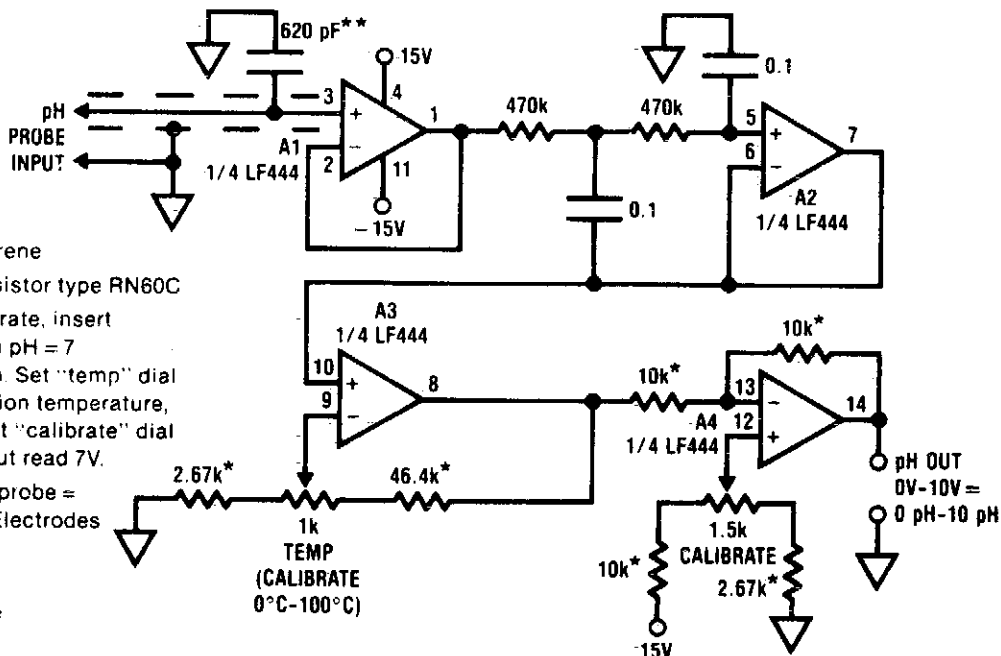 620 pF**
15V
pH
PROBE
INPUT
3
+
4
1
470k
470k
0.1
5
+
7
6
−
A1
−
2
1/4 LF444
11
−15V
0.1
A2
1/4 LF444
rene
sistor type RN60C
rate, insert
pH = 7
. Set "temp" dial
ion temperature,
t "calibrate" dial
ut read 7V.
probe =
Electrodes
A3
1/4 LF444
10
+
9
−
8
2.67k*
1k
46.4k*
TEMP
(CALIBRATE
0°C-100°C)
10k*
10k*
13
−
14
A4
12
+
1/4 LF444
1.5k
CALIBRATE
10k*
2.67k*
15V
pH OUT
0V-10V =
0 pH-10 pH